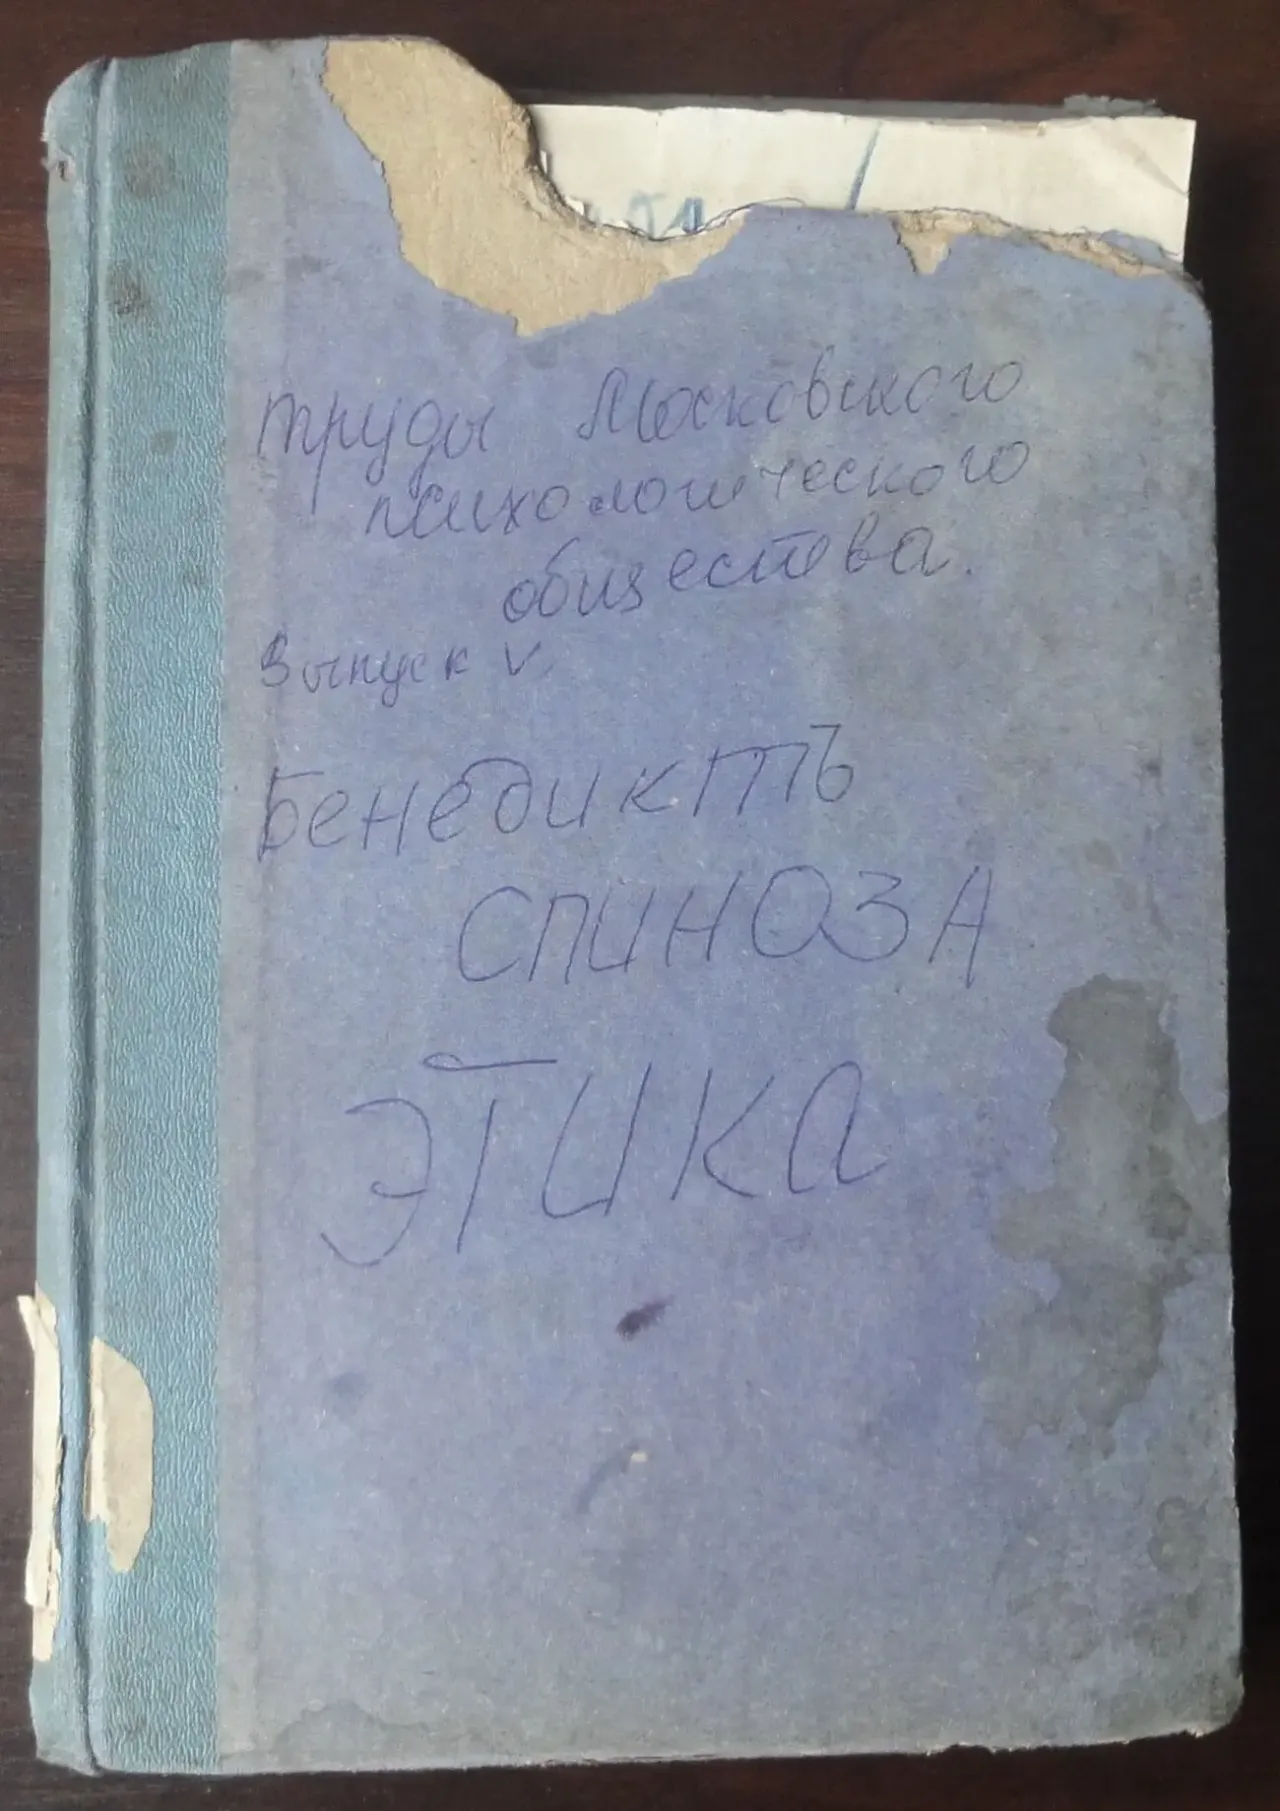 труды Московского
психологического
общества.
Выпуск V.
Бенедиктъ
СПИНОЗА
ЭТИКА